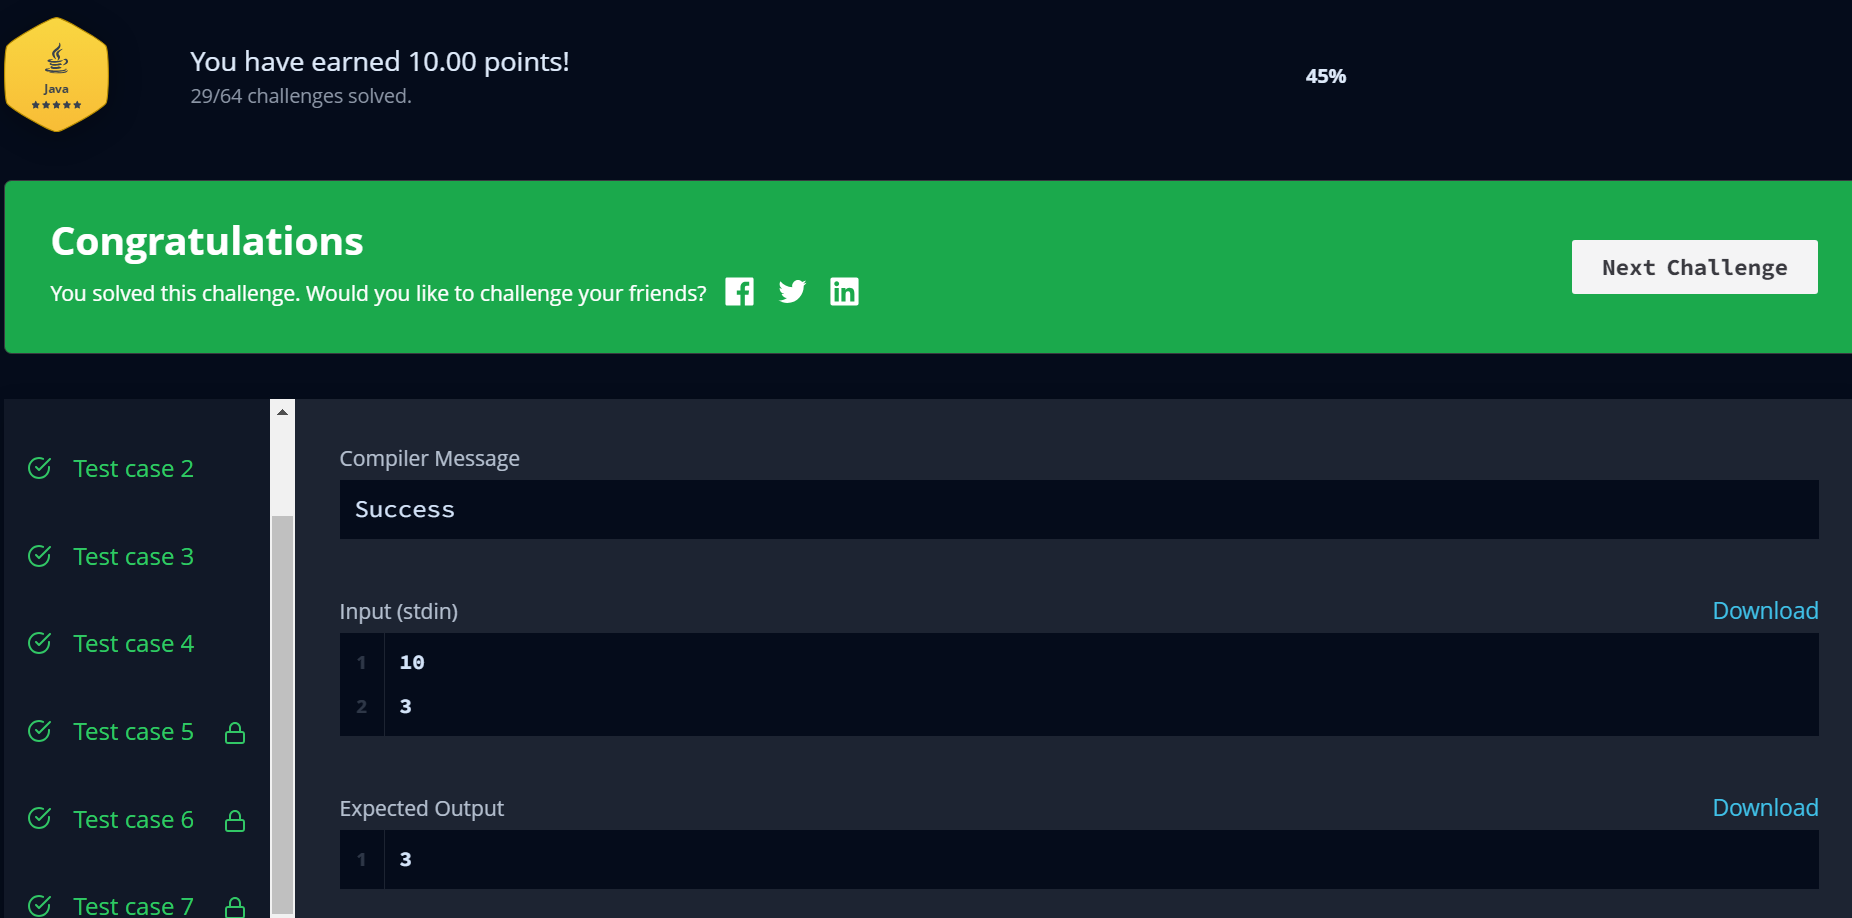 Java
★★★★★
You have earned 10.00 points!
29/64 challenges solved.
45%
Congratulations
You solved this challenge. Would you like to challenge your friends?
Next Challenge
Test case 2
Test case 3
Test case 4
Test case 5
Test case 6
Test case 7
Compiler Message
Success
Input (stdin)
Download
1 10
2 3
Expected Output
Download
1 3